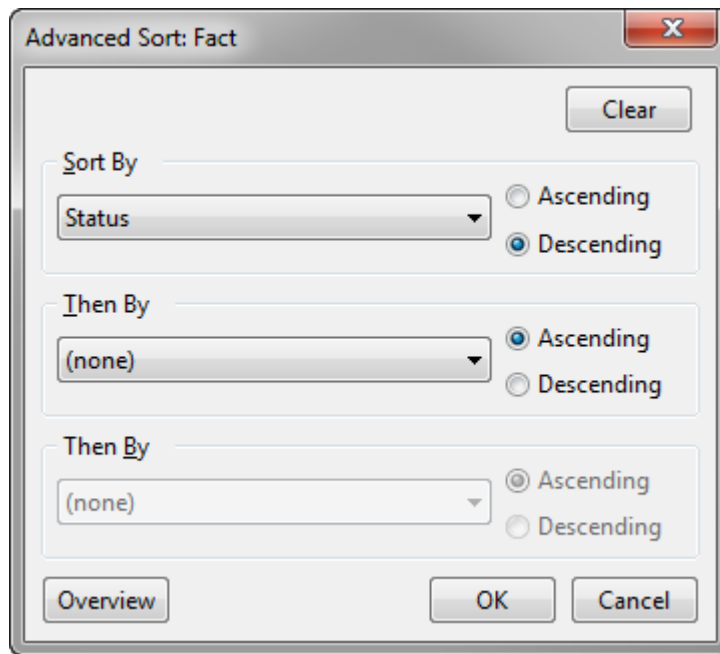 Advanced Sort: Fact
Clear
Sort By
Status
Ascending
Descending
Then By
(none)
Ascending
Descending
Then By
(none)
Ascending
Descending
Overview
OK
Cancel